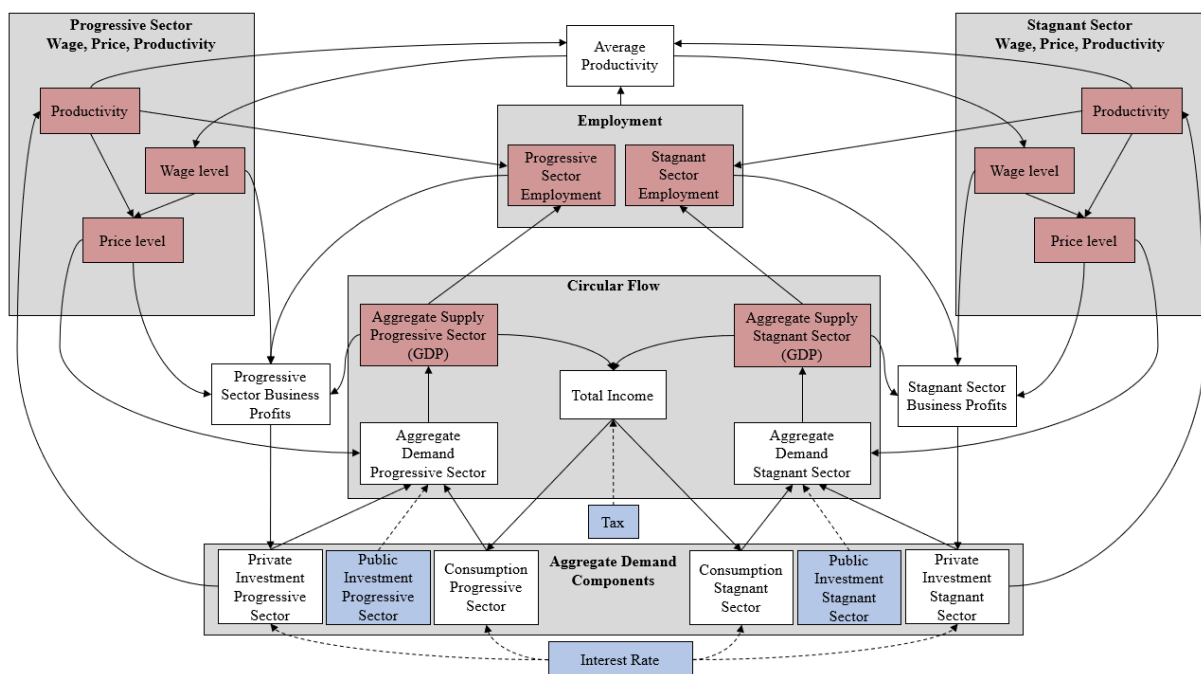 Progressive Sector
Wage, Price, Productivity
Stagnant Sector
Wage, Price, Productivity
Average
Productivity
Productivity
Productivity
Employment
Wage level
Progressive
Sector
Employment
Stagnant
Sector
Employment
Wage level
Price level
Price level
Circular Flow
Aggregate Supply
Progressive Sector
(GDP)
Aggregate Supply
Stagnant Sector
(GDP)
Progressive
Sector Business
Profits
Total Income
Stagnant Sector
Business Profits
Aggregate
Demand
Progressive Sector
Aggregate
Demand
Stagnant Sector
Tax
Private
Investment
Progressive
Sector
Public
Investment
Progressive
Sector
Consumption
Progressive
Sector
Aggregate Demand
Components
Consumption
Stagnant
Sector
Public
Investment
Stagnant
Sector
Private
Investment
Stagnant
Sector
Interest Rate